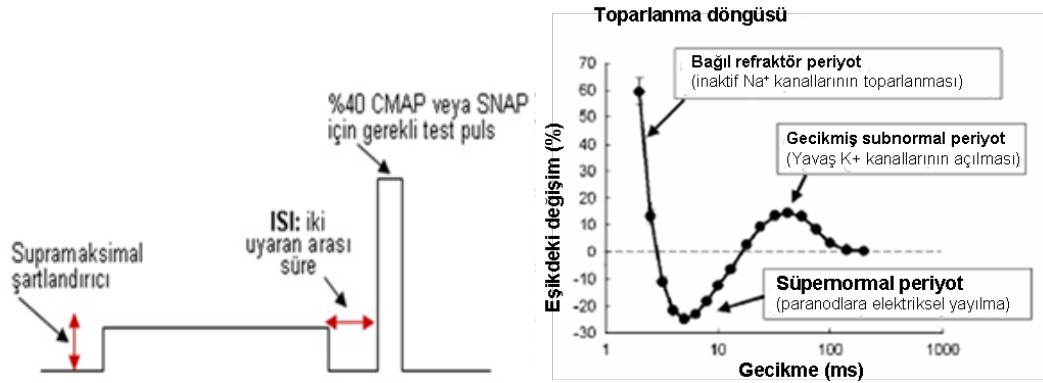 %40 CMAP veya SNAP
için gerekli test puls
ISI: iki
uyaran arası
süre
Supramaksimal
şartlandırıcı
Toparlanma döngüsü
Bağıl refraktör periyot
(inaktif Na⁺ kanallarının toparlanması)
Gecikmiş subnormal periyot
(Yavaş K+ kanallarının açılması)
Süpernormal periyot
(paranodlara elektriksel yayılma)
Eşikdeki değişim (%)
70
60
50
40
30
20
10
0
-10
-20
-30
1
10
100
1000
Gecikme (ms)